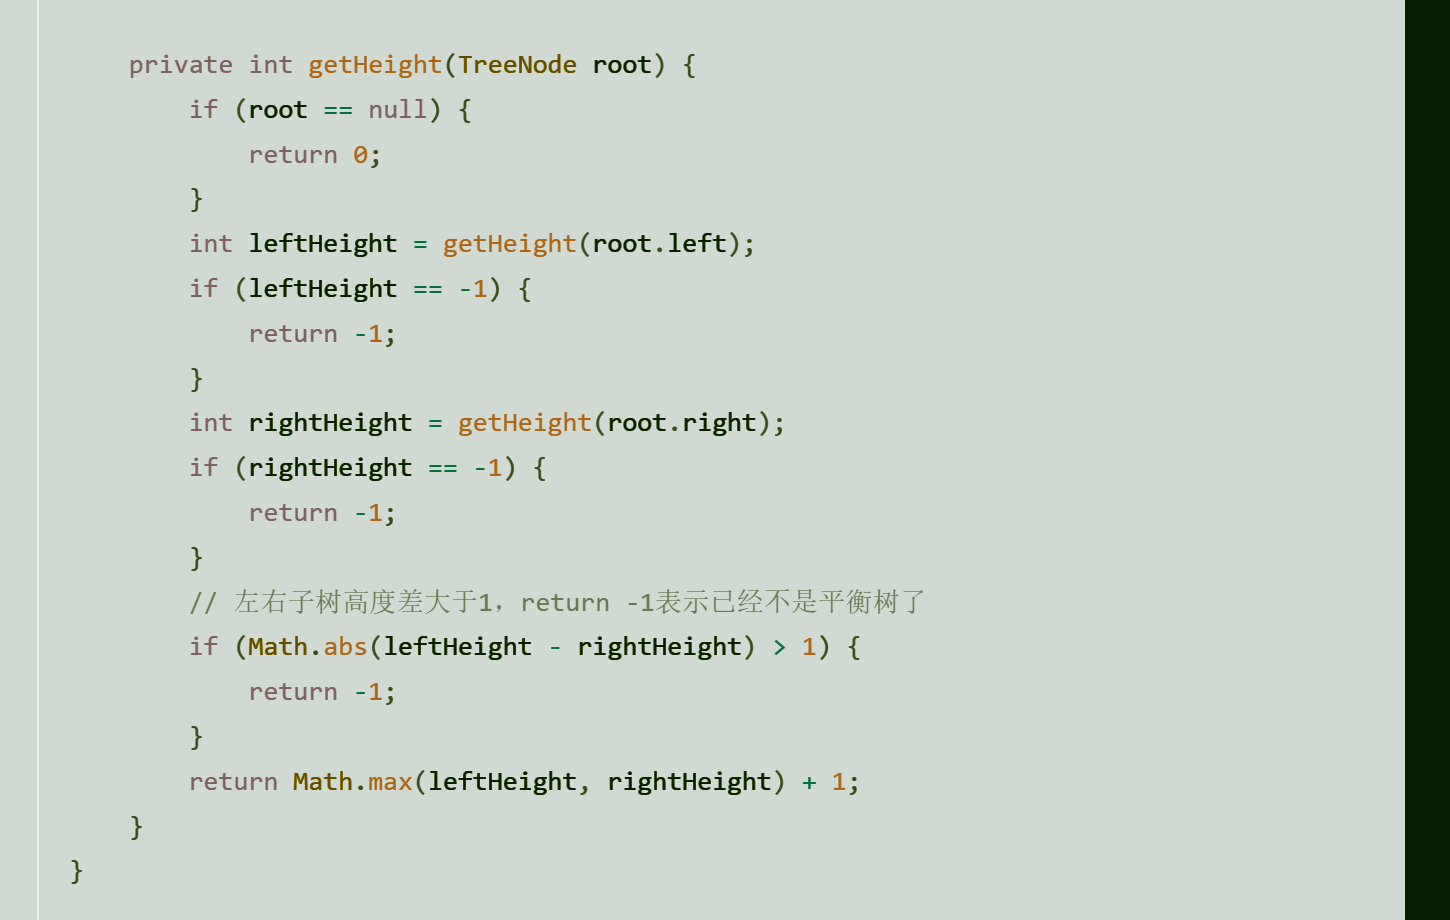 private int getHeight(TreeNode root) {
if (root == null) {
return 0;
}
int leftHeight = getHeight(root.left);
if (leftHeight == -1) {
return -1;
}
int rightHeight = getHeight(root.right);
if (rightHeight == -1) {
return -1;
}
// 左右子树高度差大于1，return -1表示已经不是平衡树了
if (Math.abs(leftHeight - rightHeight) > 1) {
return -1;
}
return Math.max(leftHeight, rightHeight) + 1;
}
}